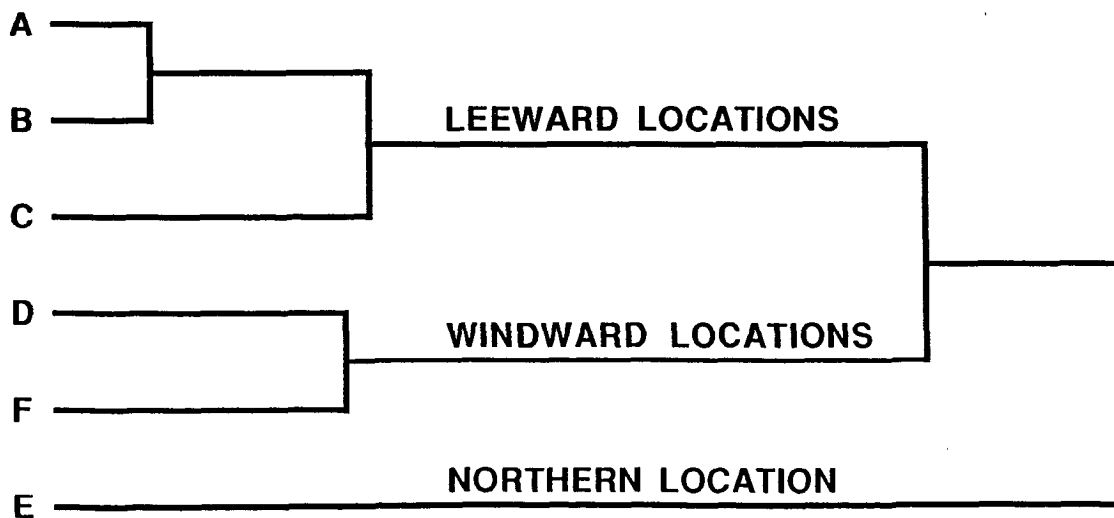 A
B
LEEWARD LOCATIONS
C
D
WINDWARD LOCATIONS
F
NORTHERN LOCATION
E